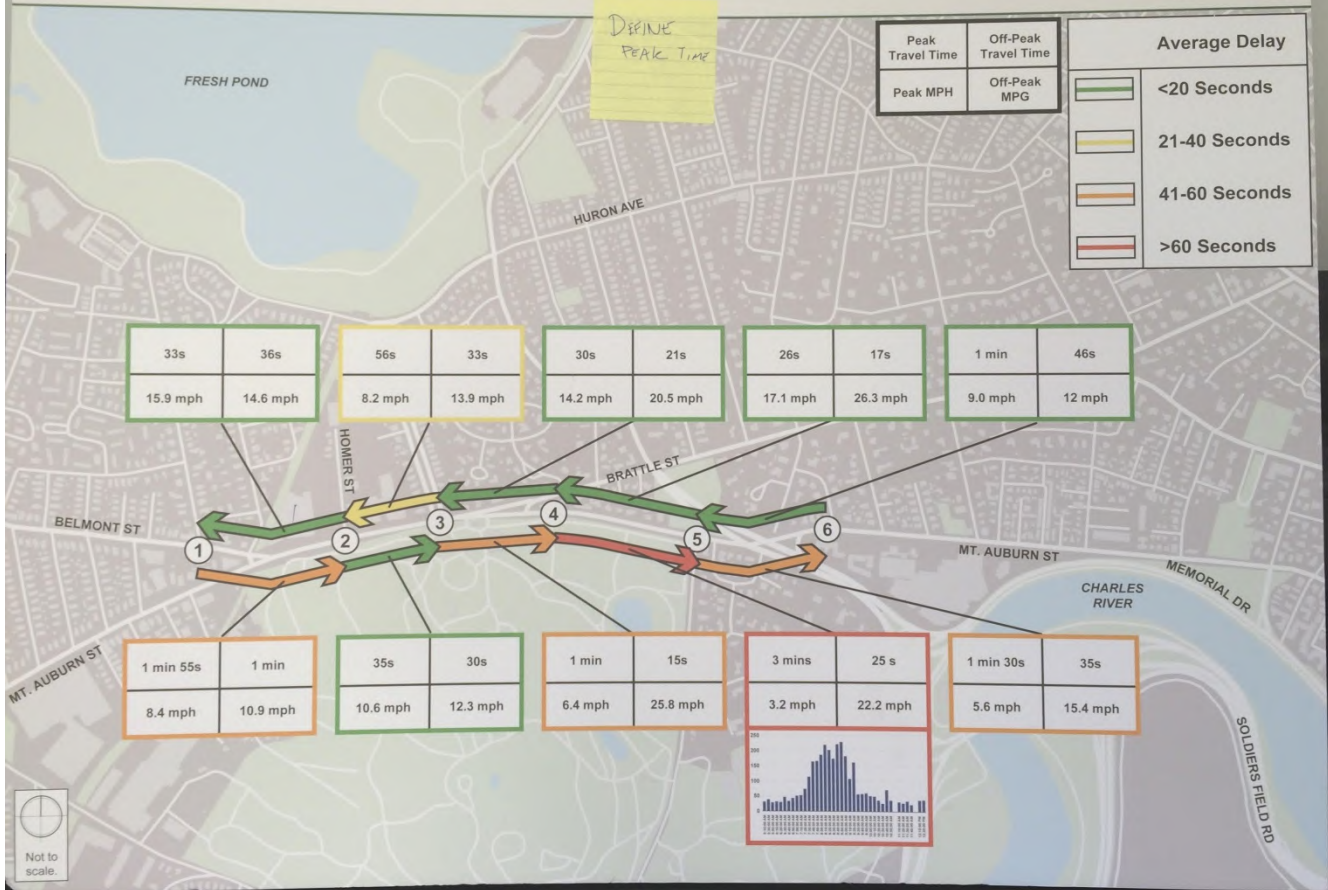 DEFINE
PEAK TIME
FRESH POND
Peak
Travel Time
Off-Peak
Travel Time
Peak MPH
Off-Peak
MPG
Average Delay
<20 Seconds
21-40 Seconds
41-60 Seconds
>60 Seconds
HURON AVE
33s
36s
15.9 mph
14.6 mph
56s
33s
8.2 mph
13.9 mph
30s
21s
14.2 mph
20.5 mph
26s
17s
17.1 mph
26.3 mph
1 min
46s
9.0 mph
12 mph
HOMER ST
BRATTLE ST
BELMONT ST
1
2
3
4
5
6
MT. AUBURN ST
MEMORIAL DR
CHARLES
RIVER
MT. AUBURN ST
1 min 55s
1 min
8.4 mph
10.9 mph
35s
30s
10.6 mph
12.3 mph
1 min
15s
6.4 mph
25.8 mph
3 mins
25 s
3.2 mph
22.2 mph
1 min 30s
35s
5.6 mph
15.4 mph
250
200
150
100
50
0
SOLDIERS FIELD RD
Not to
scale.